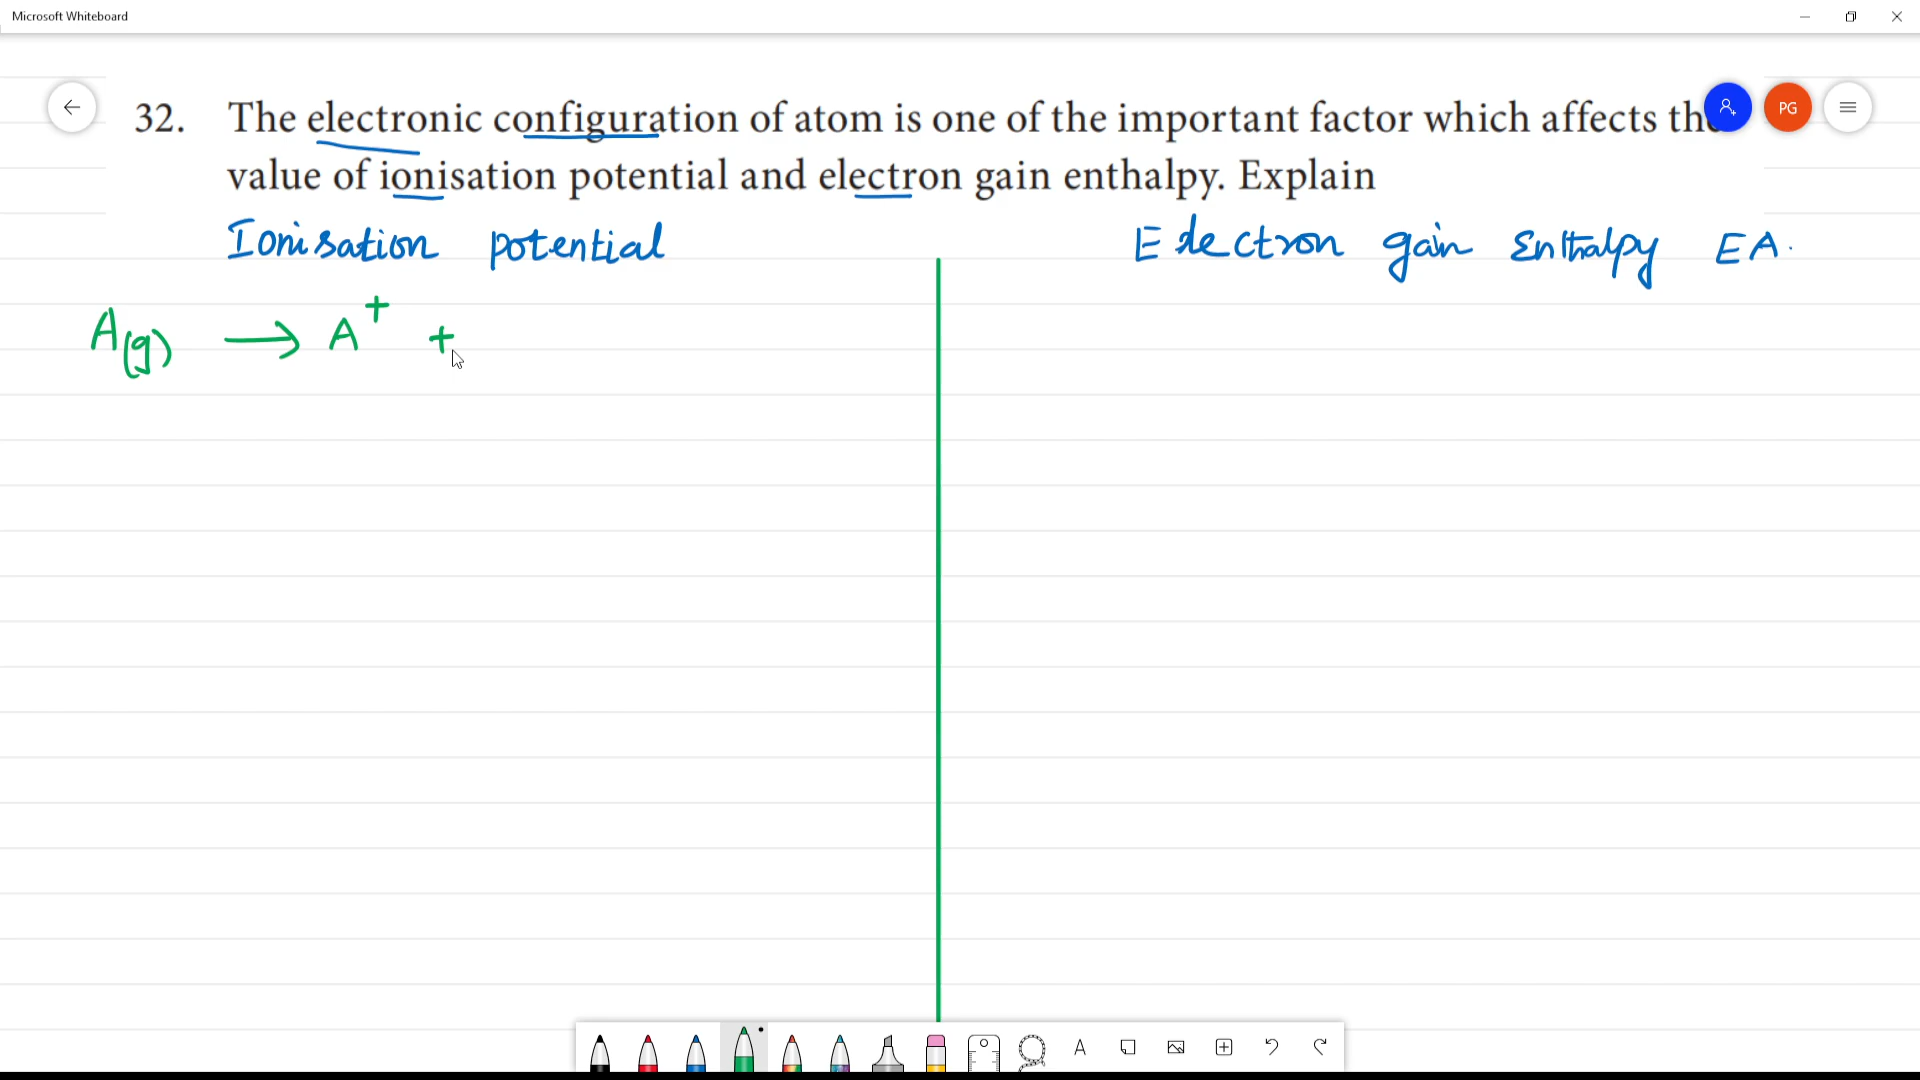 Microsoft Whiteboard
32. The electronic configuration of atom is one of the important factor which affects the
PG
value of ionisation potential and electron gain enthalpy. Explain
Ionisation potential
Electron gain Enthalpy EA.
A(g) → A⁺ +
A